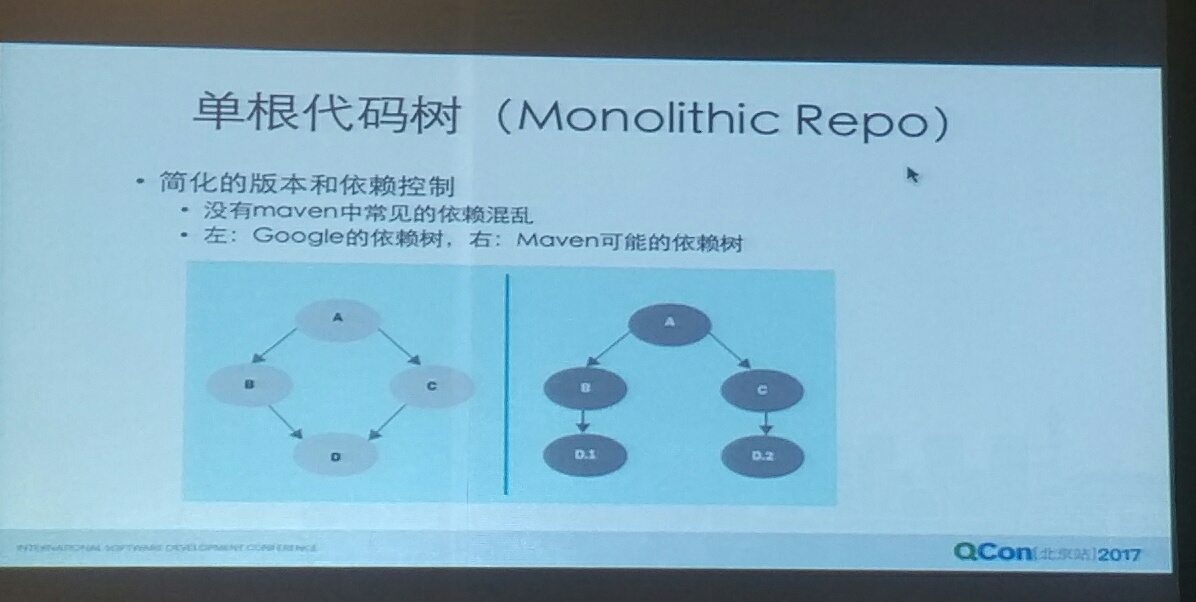 单根代码树（Monolithic Repo）
• 简化的版本和依赖控制
• 没有maven中常见的依赖混乱
• 左：Google的依赖树，右：Maven可能的依赖树
A
B
C
D
A
B
C
D.1
D.2
INTERNATIONAL SOFTWARE DEVELOPMENT CONFERENCE
QCon[北京站]2017